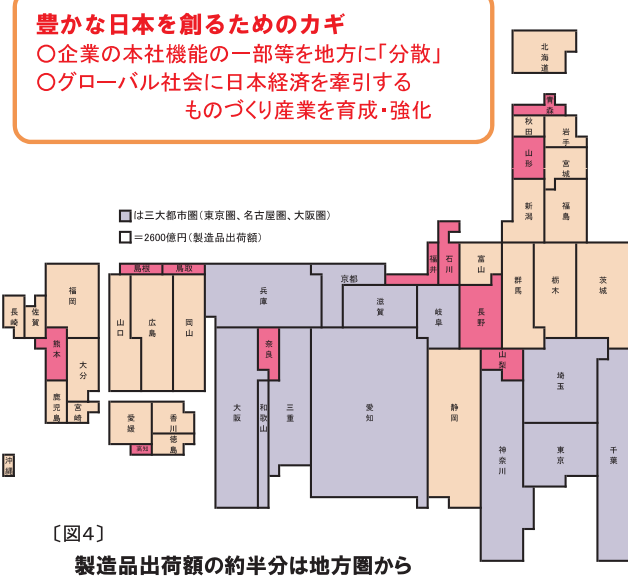 豊かな日本を創るためのカギ
〇企業の本社機能の一部等を地方に「分散」
〇グローバル社会に日本経済を牽引する
ものづくり産業を育成・強化
北海道
青森
秋田
岩手
山形
宮城
新潟
福島
■は三大都市圏(東京圏、名古屋圏、大阪圏)
□=2600億円(製造品出荷額)
福井
石川
富山
群馬
栃木
茨城
島根
鳥取
兵庫
京都
滋賀
岐阜
長野
福岡
長崎
佐賀
熊本
大分
鹿児島
宮崎
山口
広島
岡山
奈良
山梨
埼玉
大阪
和歌山
三重
愛知
静岡
神奈川
東京
千葉
愛媛
香川
高知
徳島
沖縄
〔図4〕
製造品出荷額の約半分は地方圏から